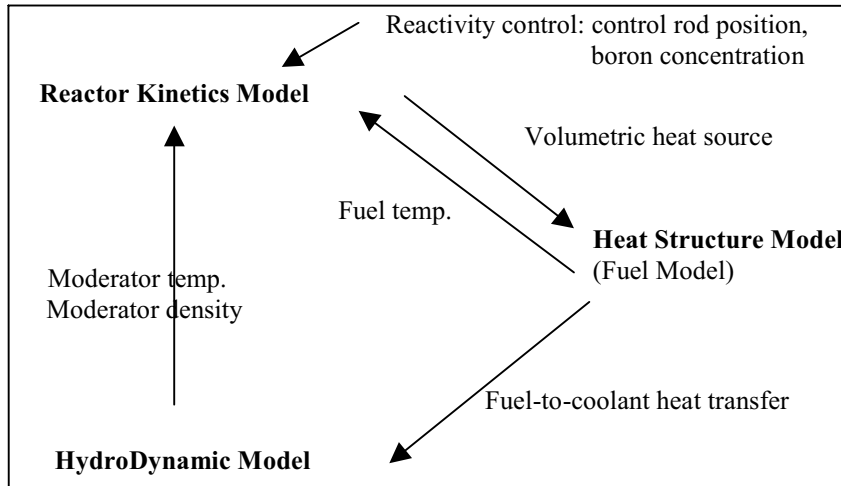 Reactivity control: control rod position,
boron concentration
Reactor Kinetics Model
Volumetric heat source
Fuel temp.
Heat Structure Model
(Fuel Model)
Moderator temp.
Moderator density
Fuel-to-coolant heat transfer
HydroDynamic Model